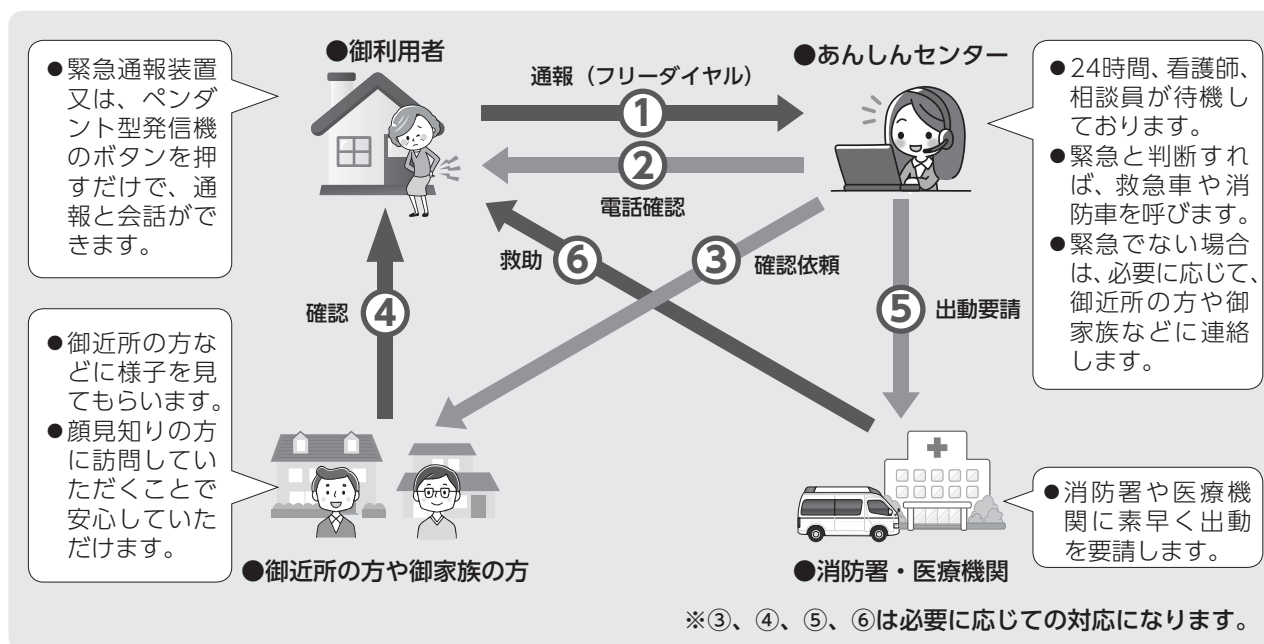 ●御利用者
●あんしんセンター
●緊急通報装置
又は、ペンダ
ント型発信機
のボタンを押
すだけで、通
報と会話がで
きます。
通報（フリーダイヤル）
①
②
電話確認
●24時間、看護師、
相談員が待機し
ております。
●緊急と判断すれ
ば、救急車や消
防車を呼びます。
●緊急でない場合
は、必要に応じて、
御近所の方や御
家族などに連絡
します。
救助 ⑥
③ 確認依頼
確認 ④
⑤ 出動要請
●御近所の方な
どに様子を見
てもらいます。
●顔見知りの方
に訪問してい
ただくことで
安心していた
だけます。
●消防署や医療機
関に素早く出動
を要請します。
●御近所の方や御家族の方
●消防署・医療機関
※③、④、⑤、⑥は必要に応じての対応になります。